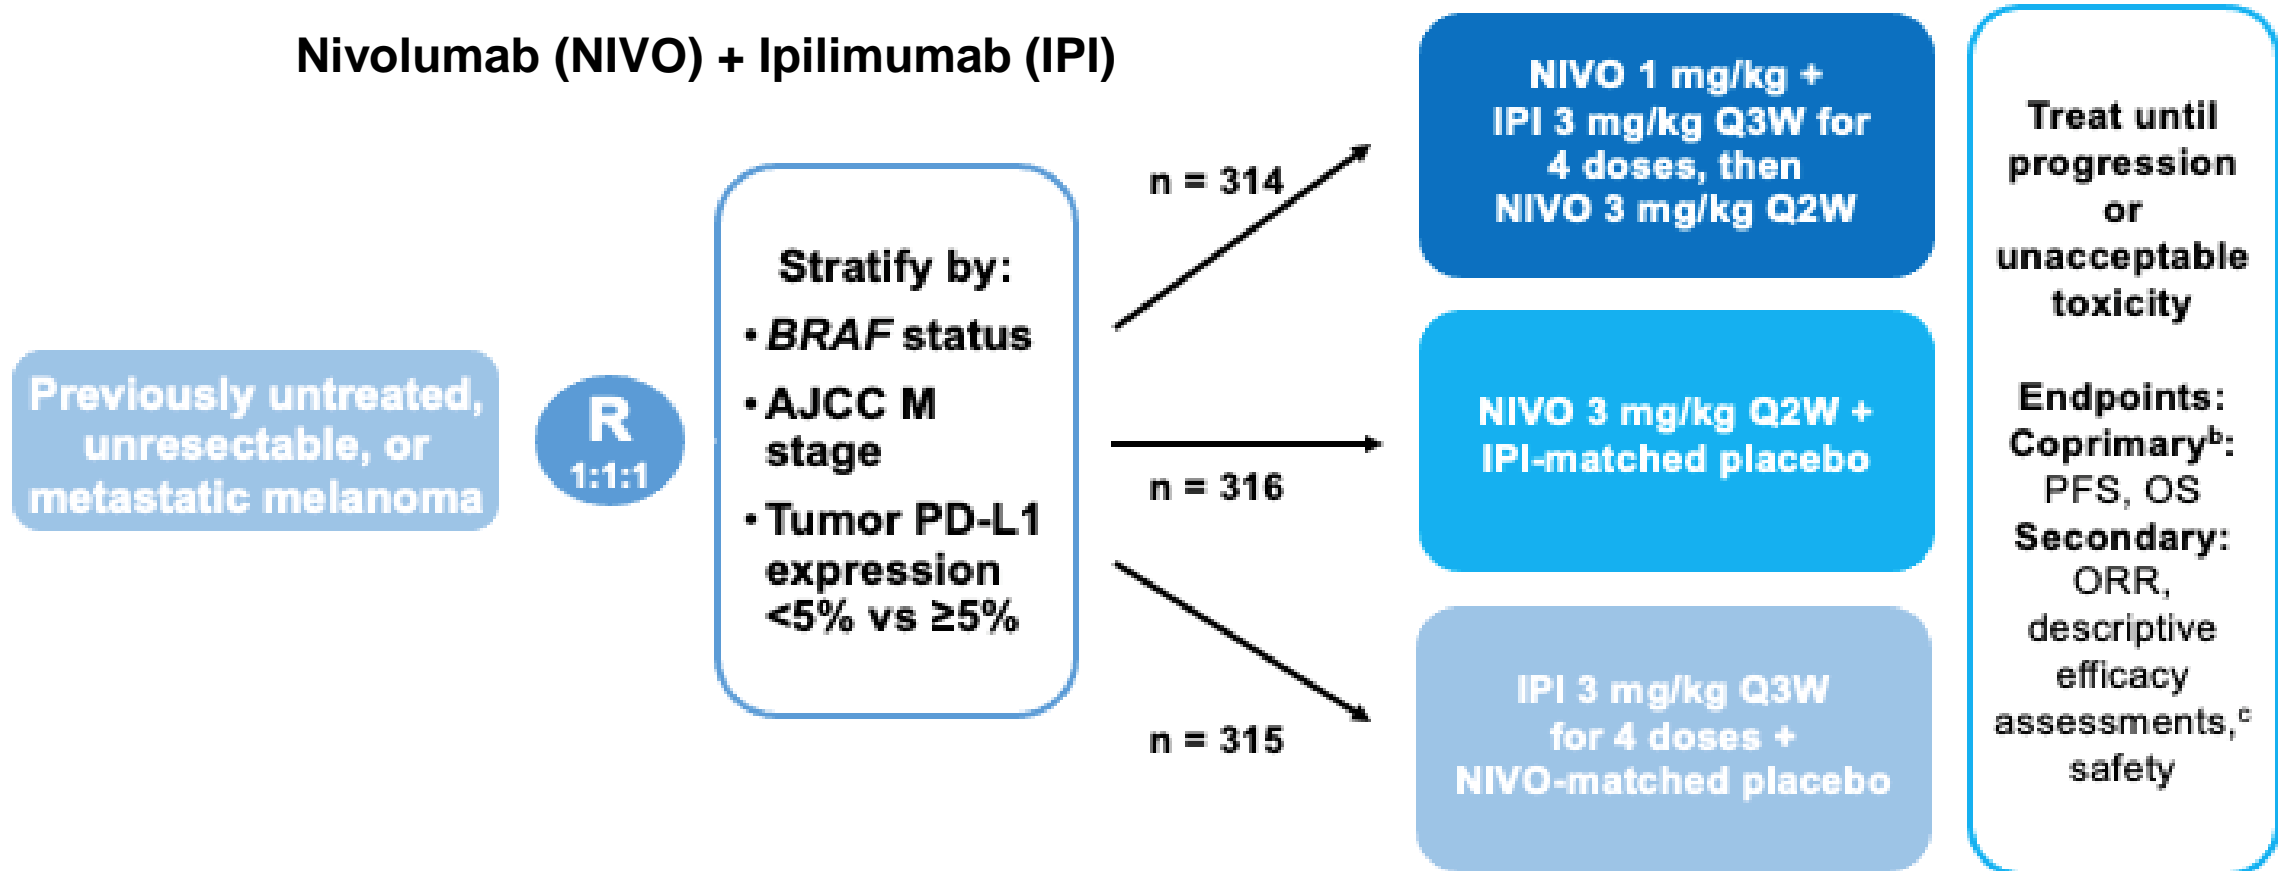 Nivolumab (NIVO) + Ipilimumab (IPI)
Previously untreated,
unresectable, or
metastatic melanoma
R
1:1:1
Stratify by:
• BRAF status
• AJCC M
stage
• Tumor PD-L1
expression
<5% vs ≥5%
n = 314
n = 316
n = 315
NIVO 1 mg/kg +
IPI 3 mg/kg Q3W for
4 doses, then
NIVO 3 mg/kg Q2W
NIVO 3 mg/kg Q2W +
IPI-matched placebo
IPI 3 mg/kg Q3W
for 4 doses +
NIVO-matched placebo
Treat until
progression
or
unacceptable
toxicity
Endpoints:
Coprimaryᵇ:
PFS, OS
Secondary:
ORR,
descriptive
efficacy
assessments,ᶜ
safety